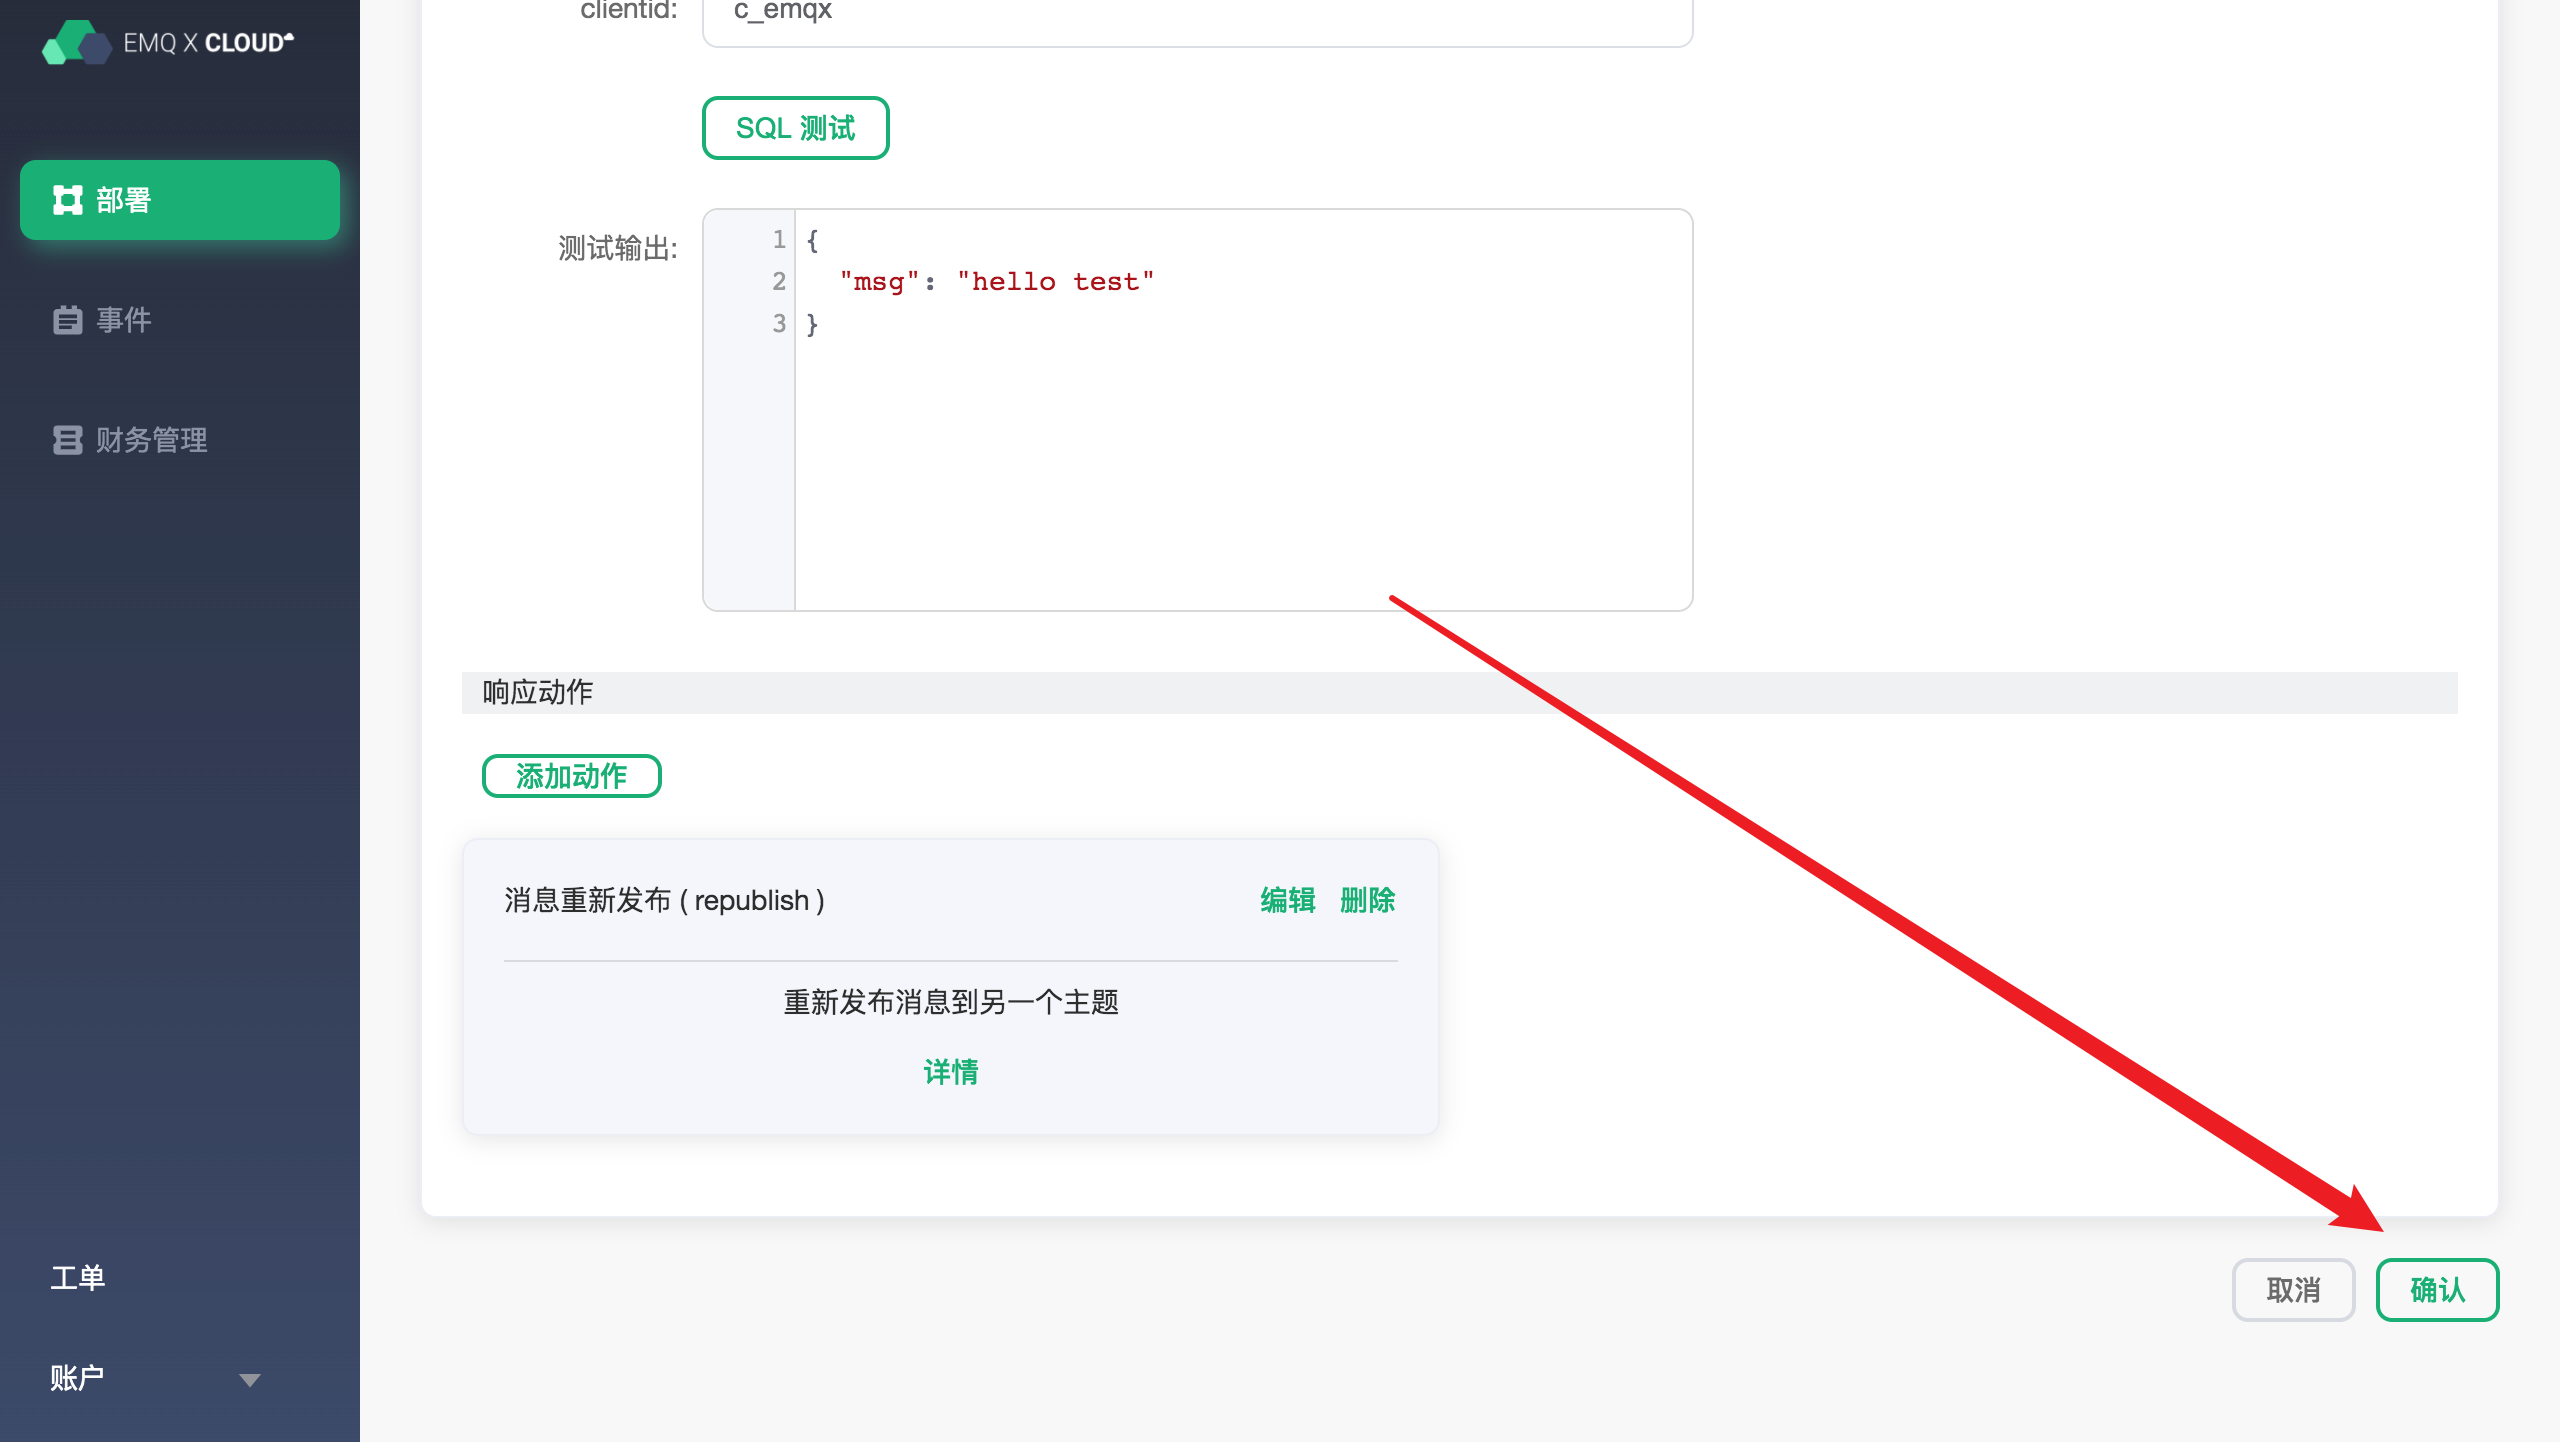 EMQ X CLOUD
部署
事件
财务管理
工单
账户
clientid:
c_emqx
SQL 测试
测试输出:
1 {
2 "msg": "hello test"
3 }
响应动作
添加动作
消息重新发布 ( republish )
编辑 删除
重新发布消息到另一个主题
详情
取消 确认